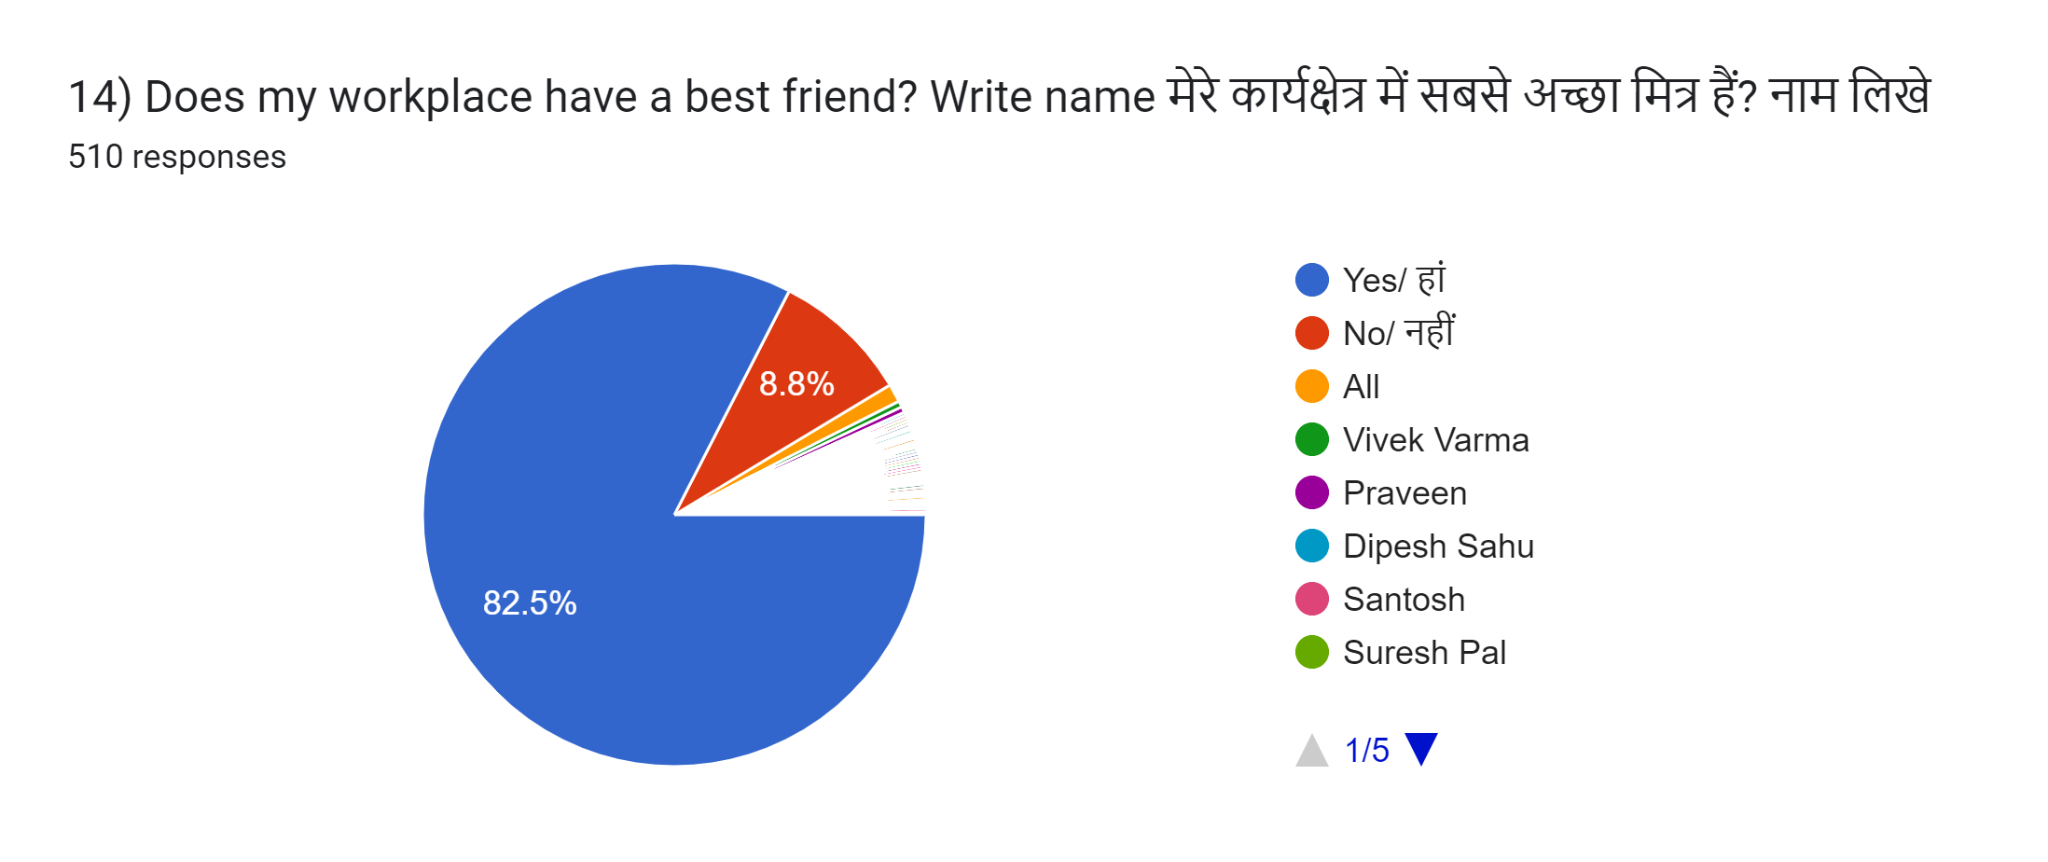 14) Does my workplace have a best friend? Write name मेरे कार्यक्षेत्र में सबसे अच्छा मित्र हैं? नाम लिखे
510 responses
8.8%
82.5%
Yes/ हां
No/ नहीं
All
Vivek Varma
Praveen
Dipesh Sahu
Santosh
Suresh Pal
1/5